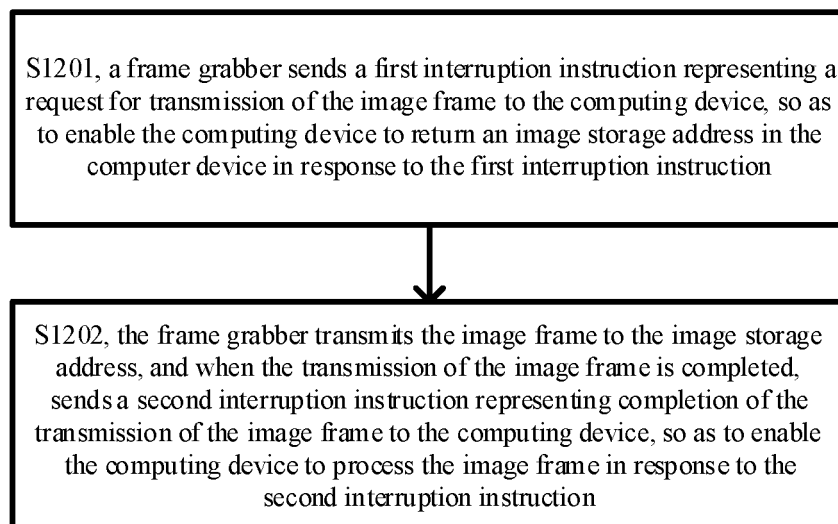 S1201, a frame grabber sends a first interruption instruction representing a
request for transmission of the image frame to the computing device, so as
to enable the computing device to return an image storage address in the
computer device in response to the first interruption instruction
S1202, the frame grabber transmits the image frame to the image storage
address, and when the transmission of the image frame is completed,
sends a second interruption instruction representing completion of the
transmission of the image frame to the computing device, so as to enable
the computing device to process the image frame in response to the
second interruption instruction